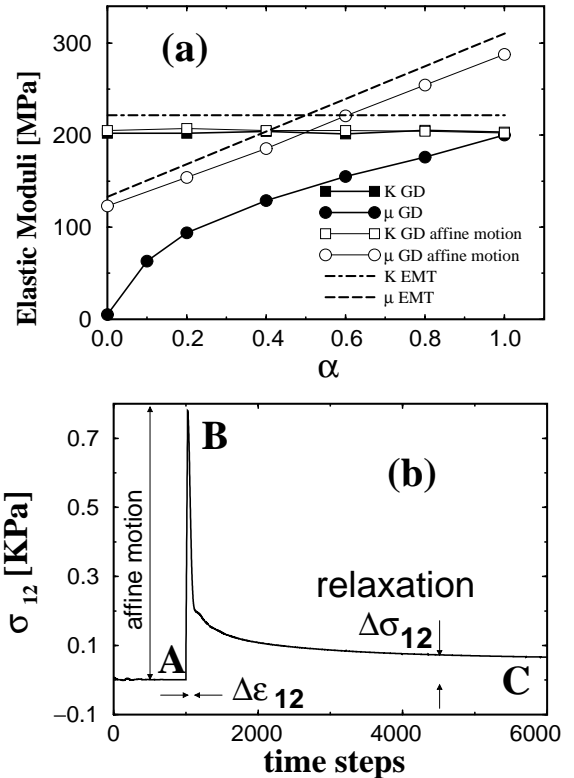 (a)
Elastic Moduli [MPa]
300
200
100
0
K GD
μ GD
K GD affine motion
μ GD affine motion
K EMT
μ EMT
0.0 0.2 0.4 0.6 0.8 1.0
α
(b)
σ 12 [KPa]
0.7
0.5
0.3
0.1
−0.1
affine motion
B
A
relaxation
Δσ12
Δε 12
C
0 2000 4000 6000
time steps